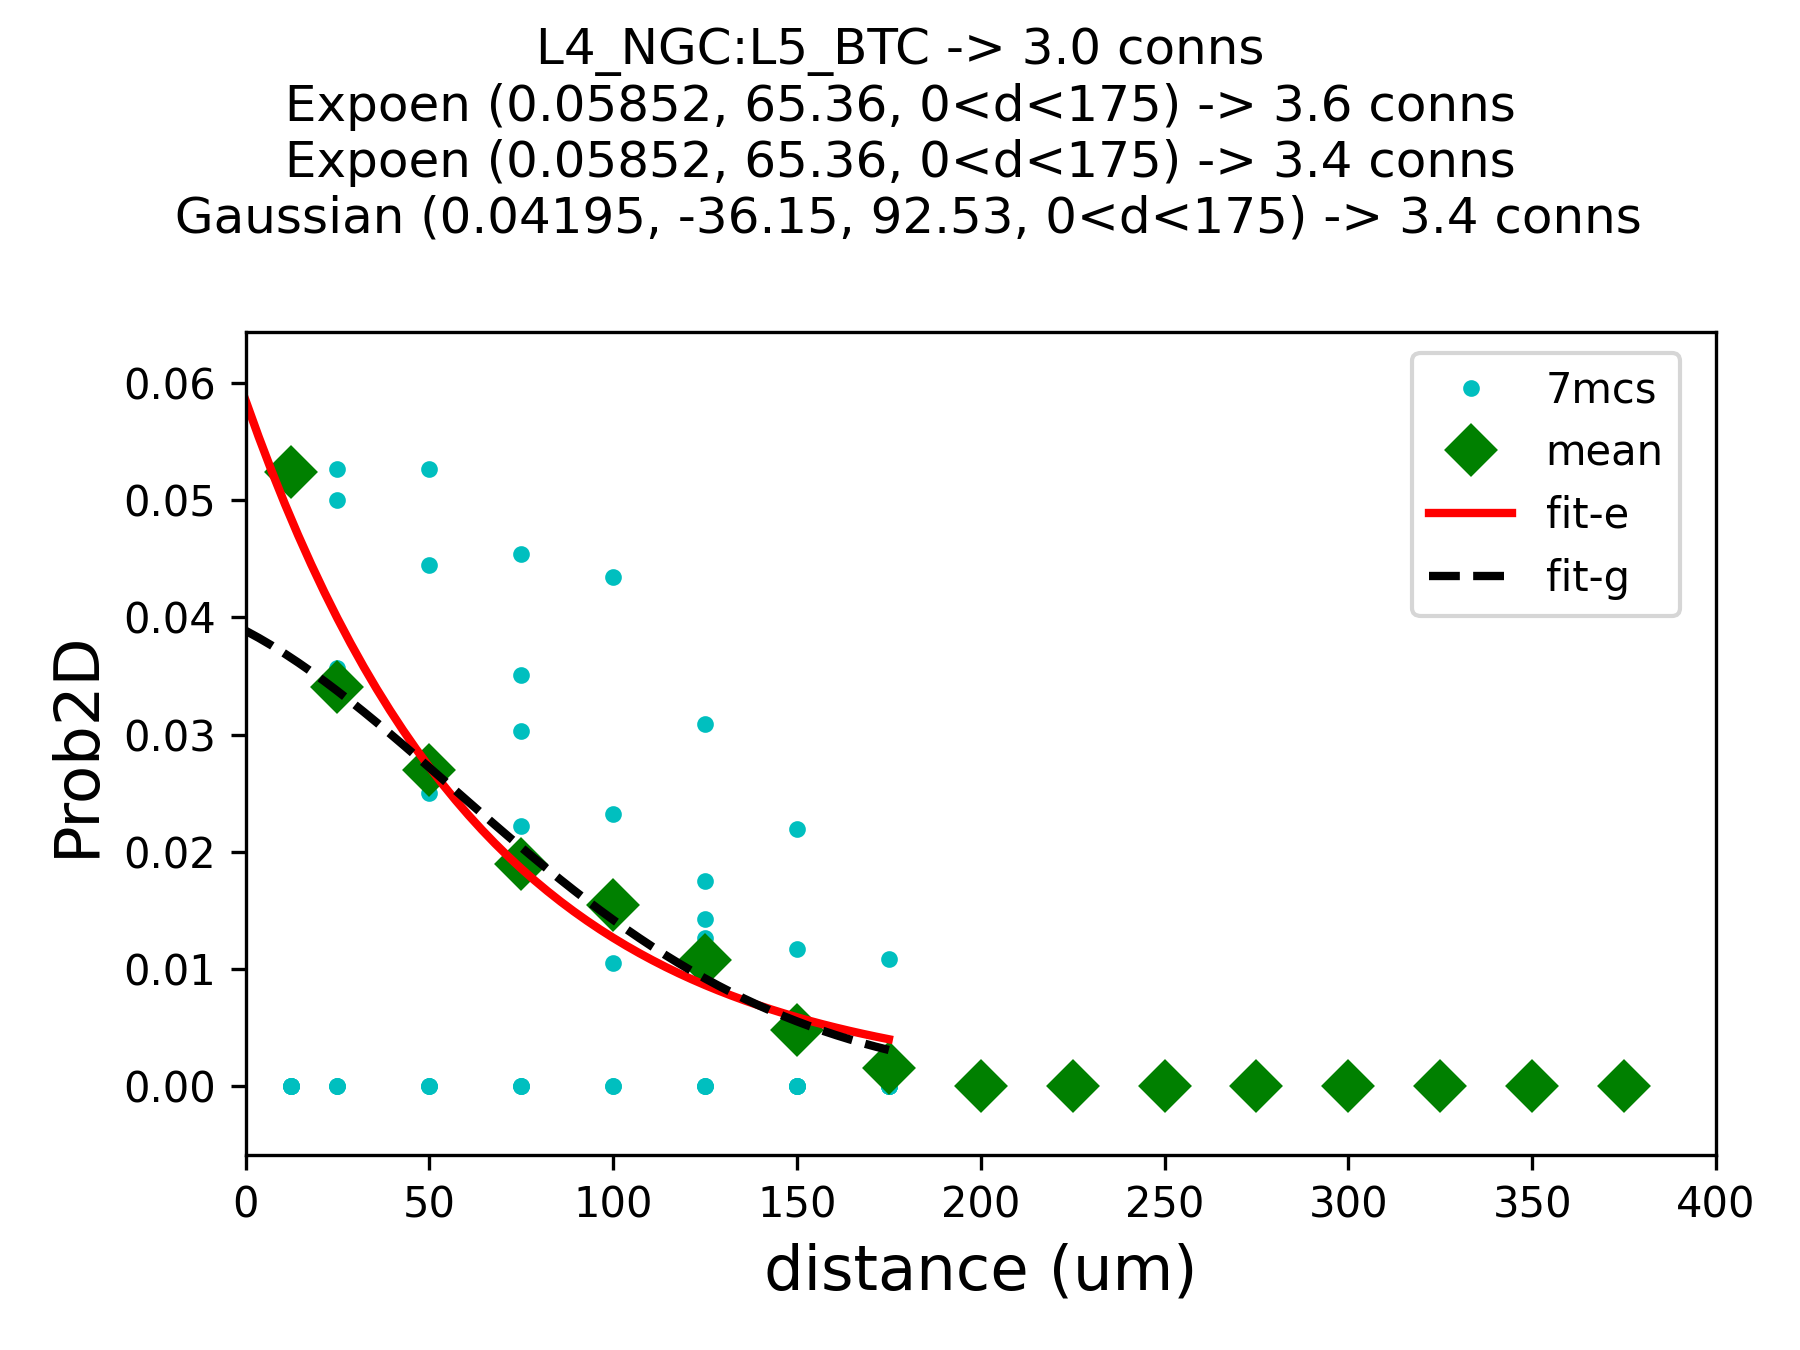 L4_NGC:L5_BTC -> 3.0 conns
Expoen (0.05852, 65.36, 0<d<175) -> 3.6 conns
Expoen (0.05852, 65.36, 0<d<175) -> 3.4 conns
Gaussian (0.04195, -36.15, 92.53, 0<d<175) -> 3.4 conns
7mcs
mean
fit-e
fit-g
Prob2D
0.06
0.05
0.04
0.03
0.02
0.01
0.00
0 50 100 150 200 250 300 350 400
distance (um)